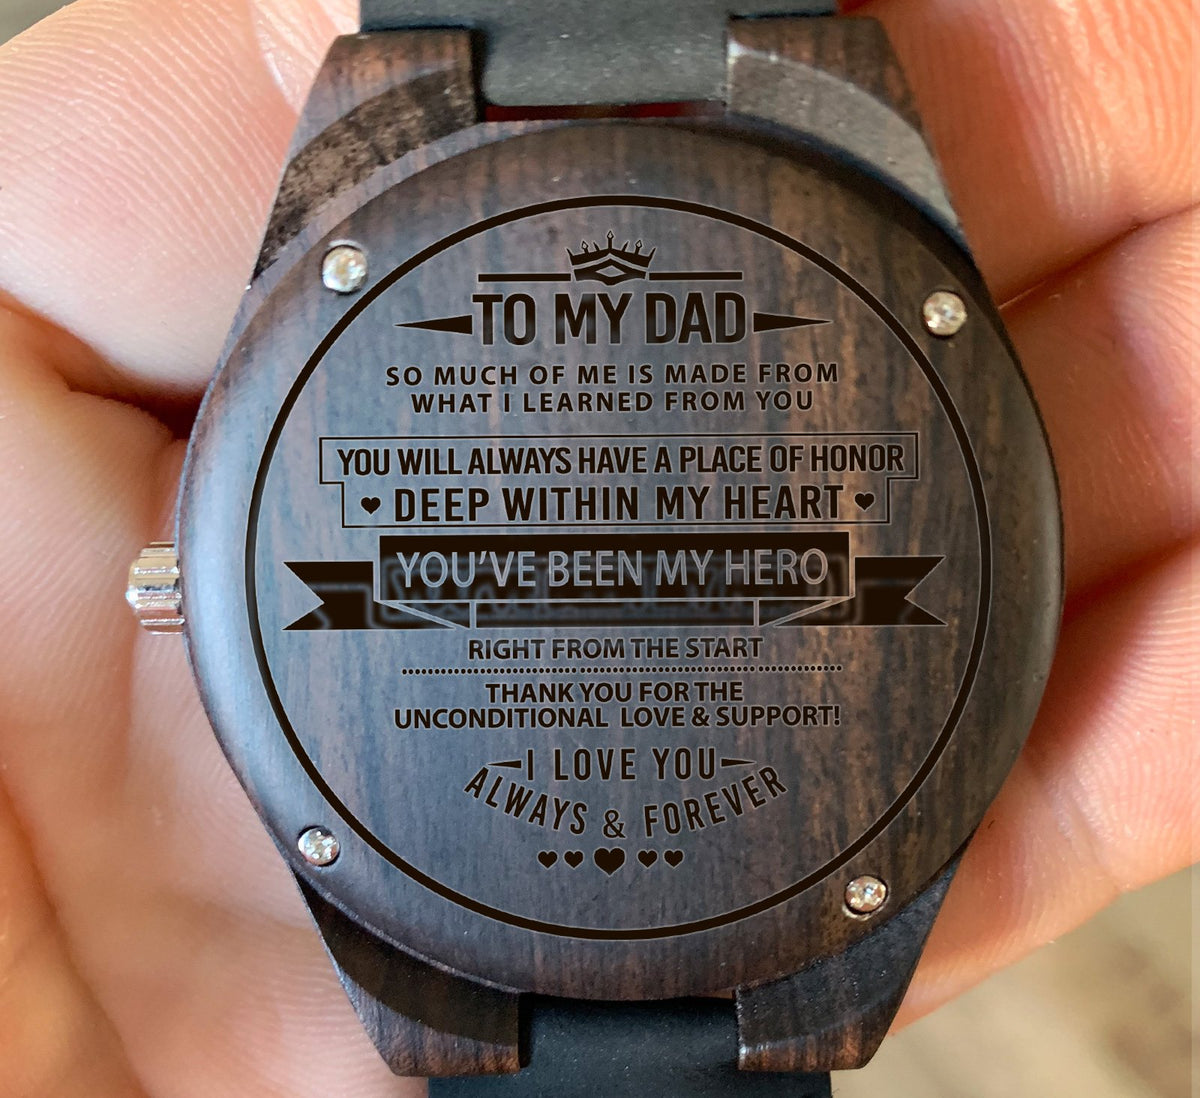 TO MY DAD
SO MUCH OF ME IS MADE FROM
WHAT I LEARNED FROM YOU
YOU WILL ALWAYS HAVE A PLACE OF HONOR
DEEP WITHIN MY HEART
YOU'VE BEEN MY HERO
RIGHT FROM THE START
THANK YOU FOR THE
UNCONDITIONAL LOVE & SUPPORT!
I LOVE YOU
ALWAYS & FOREVER